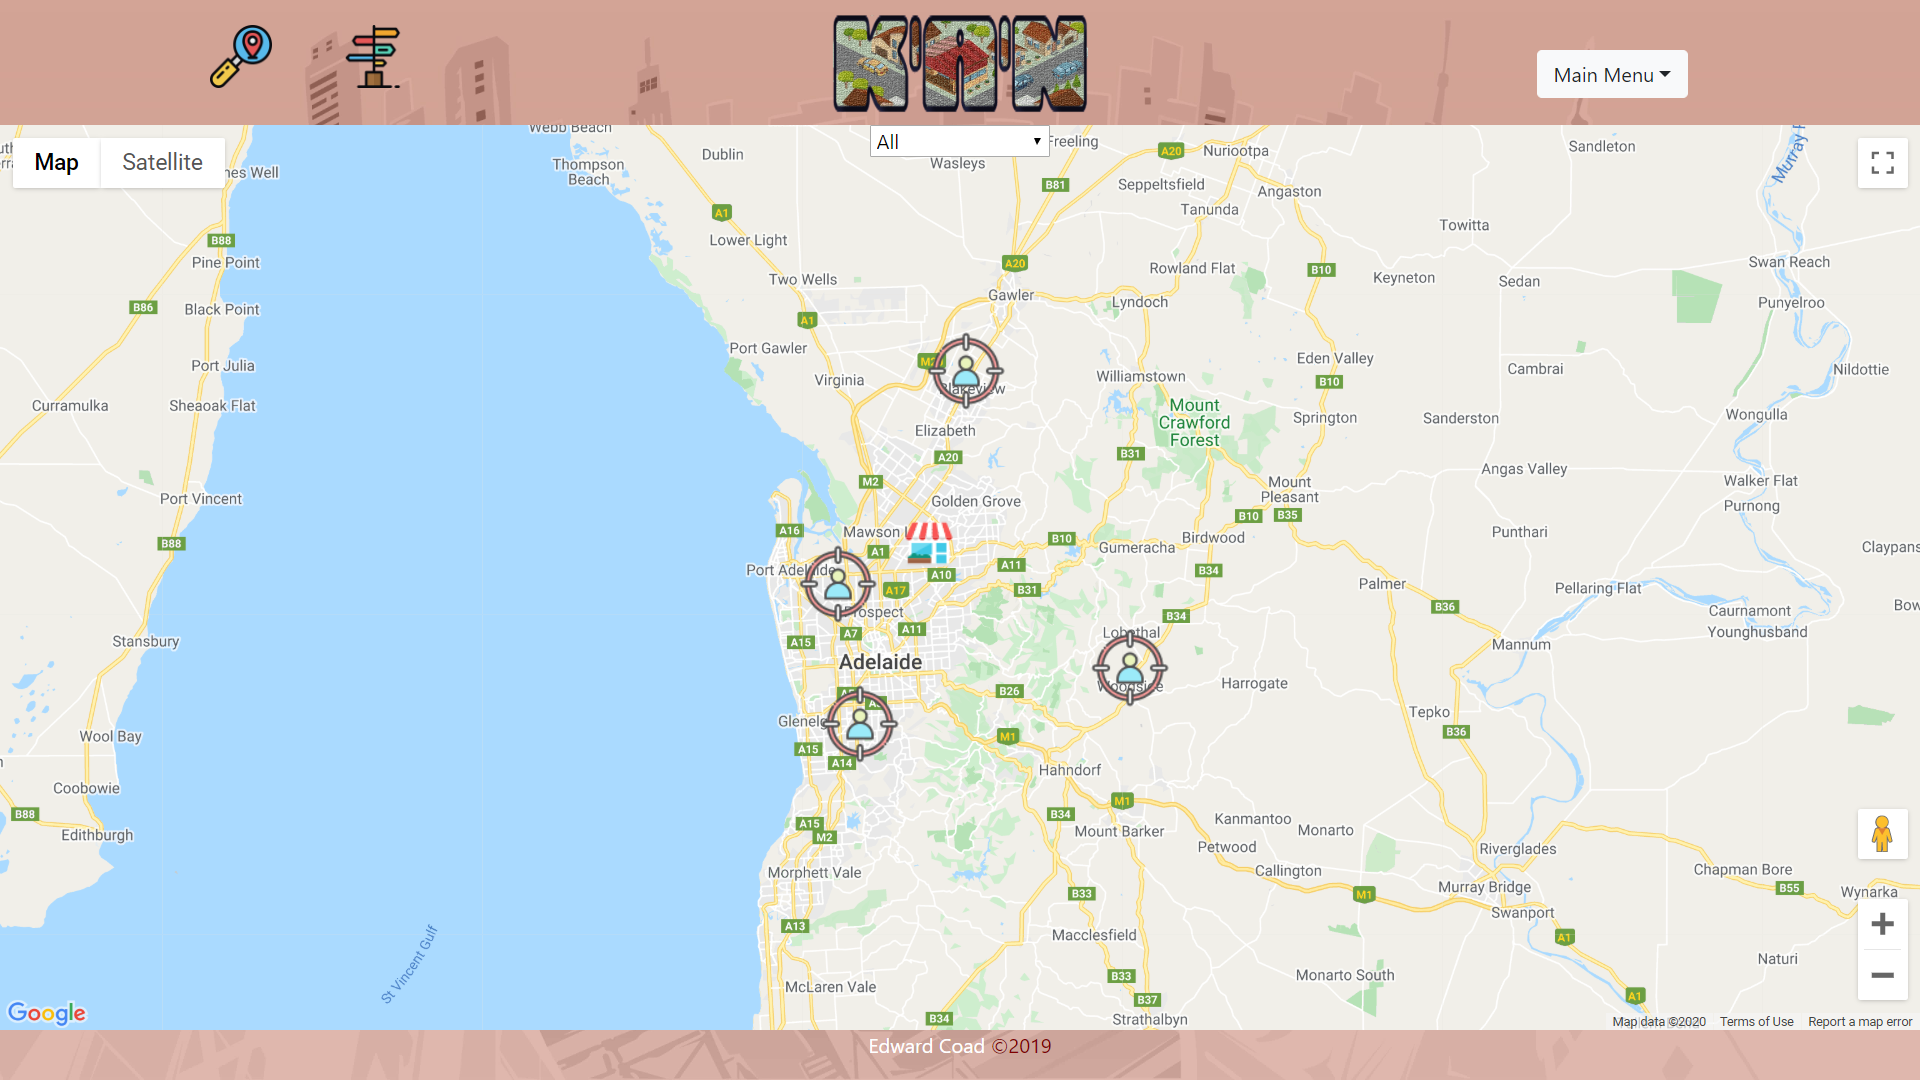 K'A'N
Main Menu
All
Map
Satellite
Webb Beach
Thompson
Beach
Dublin
Freeling
Wasleys
A20
Nuriootpa
Sandleton
B81
Seppeltsfield
Angaston
A1
Tanunda
Towitta
B88
Lower Light
Pine Point
Two Wells
A20
Rowland Flat
B10
Keyneton
Sedan
Swan Reach
B86
Black Point
Gawler
Lyndoch
Punyelroo
A1
Port Gawler
Port Julia
Virginia
Williamstown
Eden Valley
B10
Cambrai
Nildottie
Curramulka
Sheaoak Flat
Blakeview
Mount
Crawford
Forest
Springton
Sanderston
Wongulla
Elizabeth
A20
B31
Angas Valley
M2
Mount
Pleasant
Walker Flat
Port Vincent
Golden Grove
Purnong
B10
B35
A16
Mawson
Birdwood
Punthari
B88
A1
B10
Gumeracha
Claypans
Port Adelaide
A10
A11
B34
Palmer
Pellaring Flat
A17
B31
B36
Caurnamont
Prospect
B34
Younghusband
Stansbury
A15
A7
A11
Lobethal
Mannum
Adelaide
B26
Woodside
Harrogate
Tepko
Glenelg
M1
B36
Wool Bay
A15
A14
Hahndorf
Coobowie
M1
B88
B34
Kanmantoo
Edithburgh
A15
M2
Mount Barker
Monarto
Petwood
Riverglades
Morphett Vale
Callington
Chapman Bore
B33
M1
Murray Bridge
B55
Wynarka
A13
Swanport
Macclesfield
A1
St Vincent Gulf
Naturi
B33
Monarto South
McLaren Vale
B37
A1
B34
Strathalbyn
Google
Map data ©2020
Terms of Use
Report a map error
Edward Coad ©2019